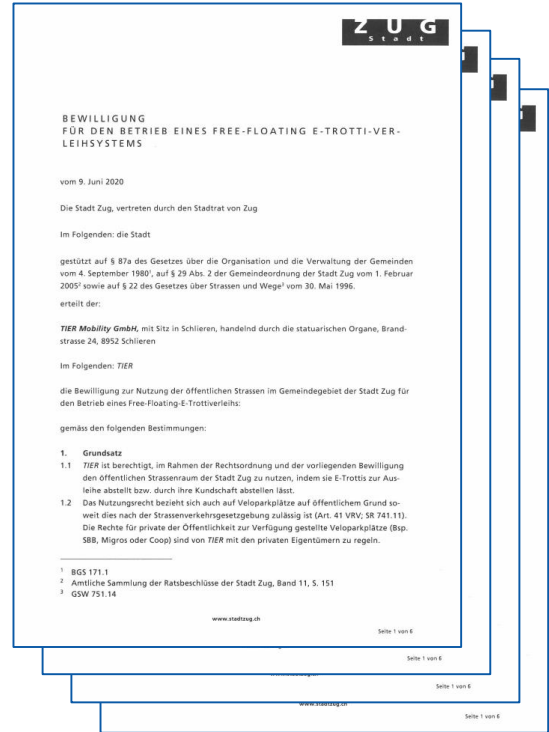 ZUG
Stadt
BEWILLIGUNG
FÜR DEN BETRIEB EINES FREE-FLOATING E-TROTTI-VER-
LEIHSYSTEMS
vom 9. Juni 2020
Die Stadt Zug, vertreten durch den Stadtrat von Zug
Im Folgenden: die Stadt
gestützt auf § 87a des Gesetzes über die Organisation und die Verwaltung der Gemeinden
vom 4. September 1980¹, auf § 29 Abs. 2 der Gemeindeordnung der Stadt Zug vom 1. Februar
2005² sowie auf § 22 des Gesetzes über Strassen und Wege³ vom 30. Mai 1996.
erteilt der:
TIER Mobility GmbH, mit Sitz in Schlieren, handelnd durch die statuarischen Organe, Brand-
strasse 24, 8952 Schlieren
Im Folgenden: TIER
die Bewilligung zur Nutzung der öffentlichen Strassen im Gemeindegebiet der Stadt Zug für
den Betrieb eines Free-Floating-E-Trottiverleihs:
gemäss den folgenden Bestimmungen:
1. Grundsatz
1.1 TIER ist berechtigt, im Rahmen der Rechtsordnung und der vorliegenden Bewilligung
den öffentlichen Strassenraum der Stadt Zug zu nutzen, indem sie E-Trottis zur Aus-
leihe abstellt bzw. durch ihre Kundschaft abstellen lässt.
1.2 Das Nutzungsrecht bezieht sich auch auf Veloparkplätze auf öffentlichem Grund so-
weit dies nach der Strassenverkehrsgesetzgebung zulässig ist (Art. 41 VRV; SR 741.11).
Die Rechte für private der Öffentlichkeit zur Verfügung gestellte Veloparkplätze (Bsp.
SBB, Migros oder Coop) sind von TIER mit den privaten Eigentümern zu regeln.
¹ BGS 171.1
² Amtliche Sammlung der Ratsbeschlüsse der Stadt Zug, Band 11, S. 151
³ GSW 751.14
www.stadtzug.ch
Seite 1 von 6
Seite 1 von 6
Seite 1 von 6
www.stadtzug.ch
Seite 1 von 6